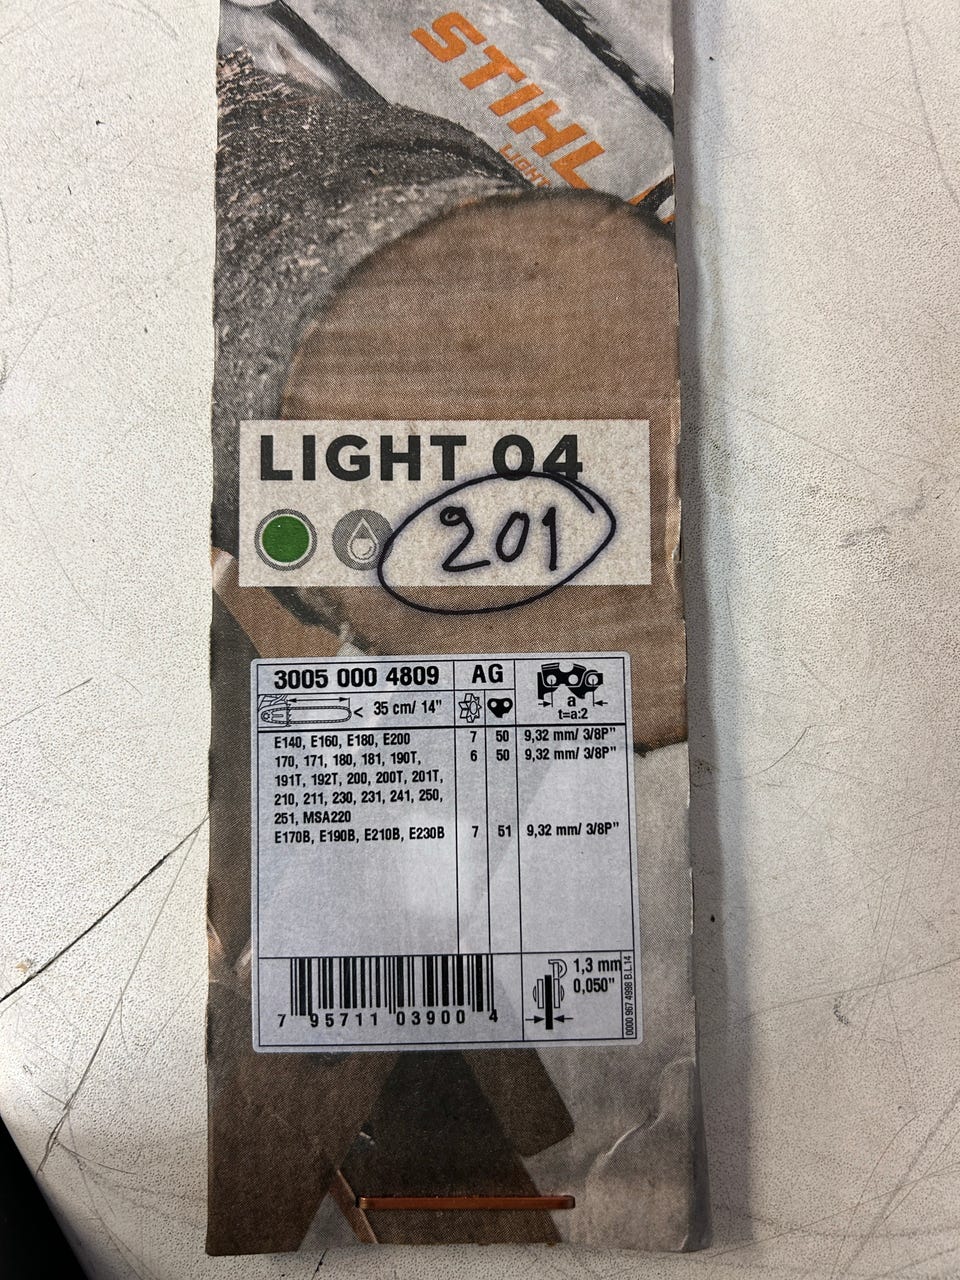 STIHL
LIGHT
LIGHT 04
201
3005 000 4809 AG
< 35 cm/ 14" a
t=a:2
E140, E160, E180, E200 7 50 9,32 mm/ 3/8P"
170, 171, 180, 181, 190T, 6 50 9,32 mm/ 3/8P"
191T, 192T, 200, 200T, 201T,
210, 211, 230, 231, 241, 250,
251, MSA220
E170B, E190B, E210B, E230B 7 51 9,32 mm/ 3/8P"
1,3 mm
0,050"
7 95711 03900 4
0000 967 4998 B.L.14